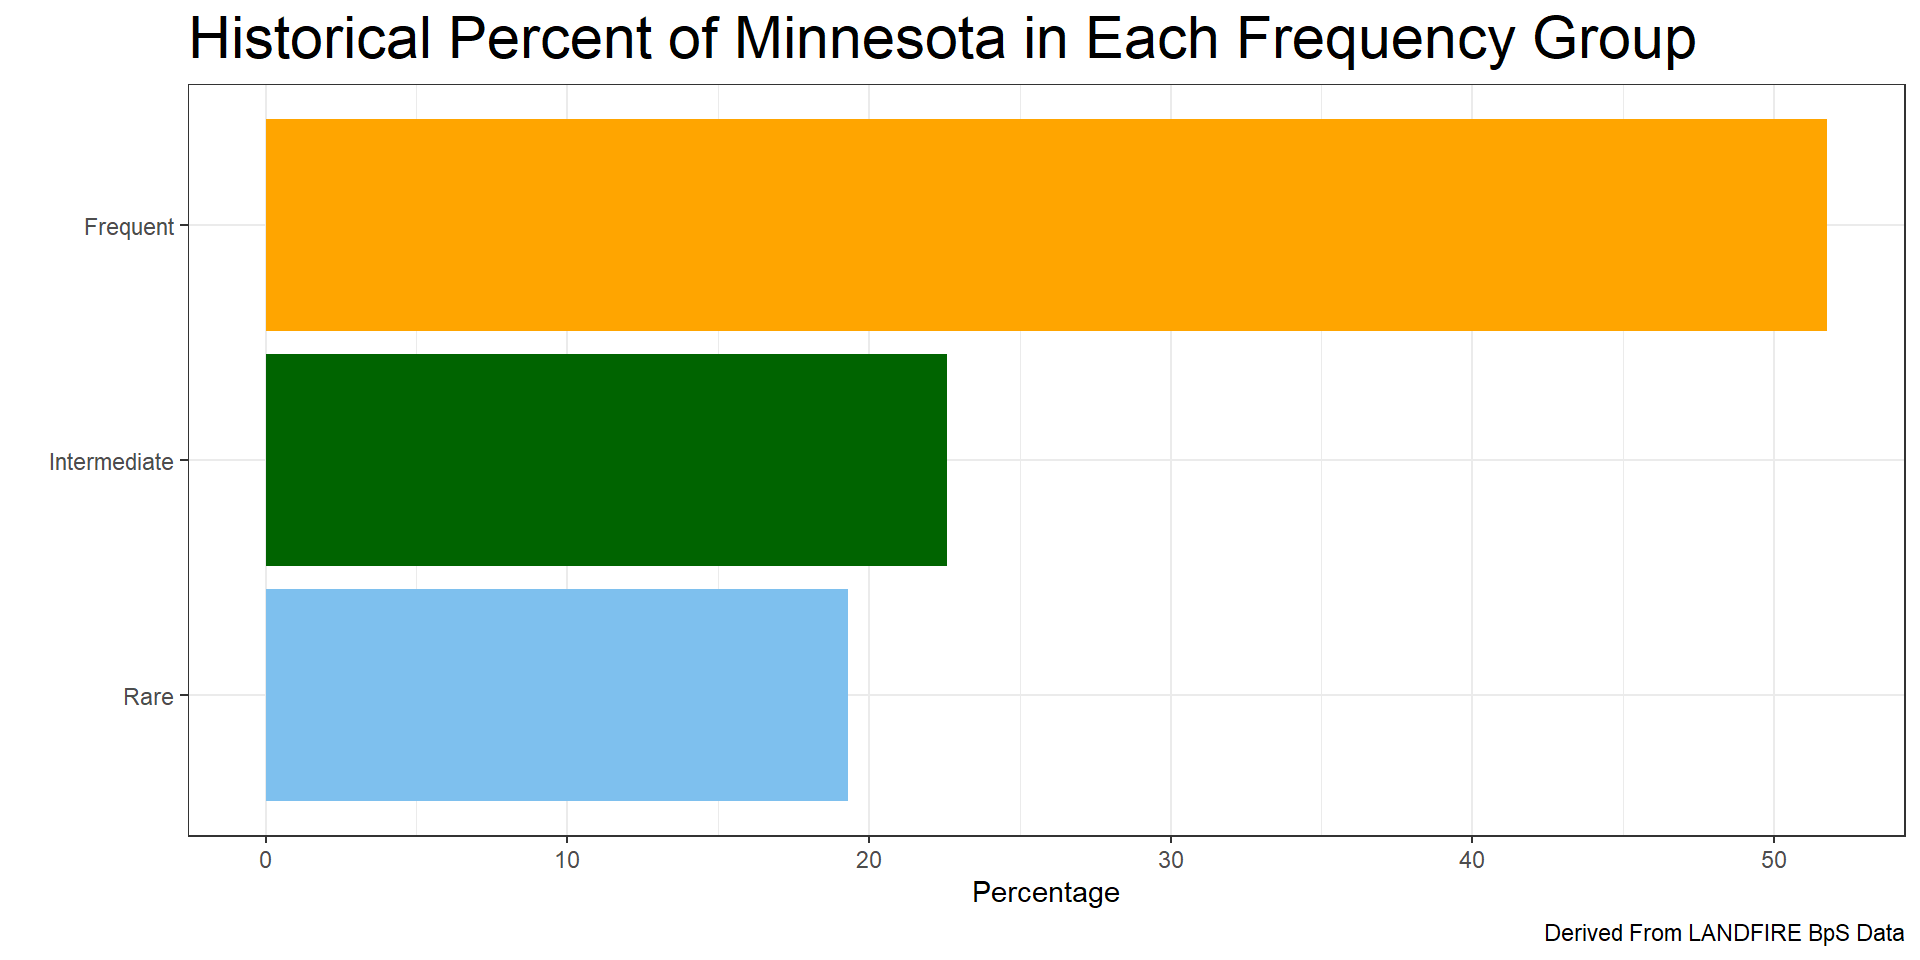 Historical Percent of Minnesota in Each Frequency Group
Frequent
Intermediate
Rare
0 10 20 30 40 50
Percentage
Derived From LANDFIRE BpS Data